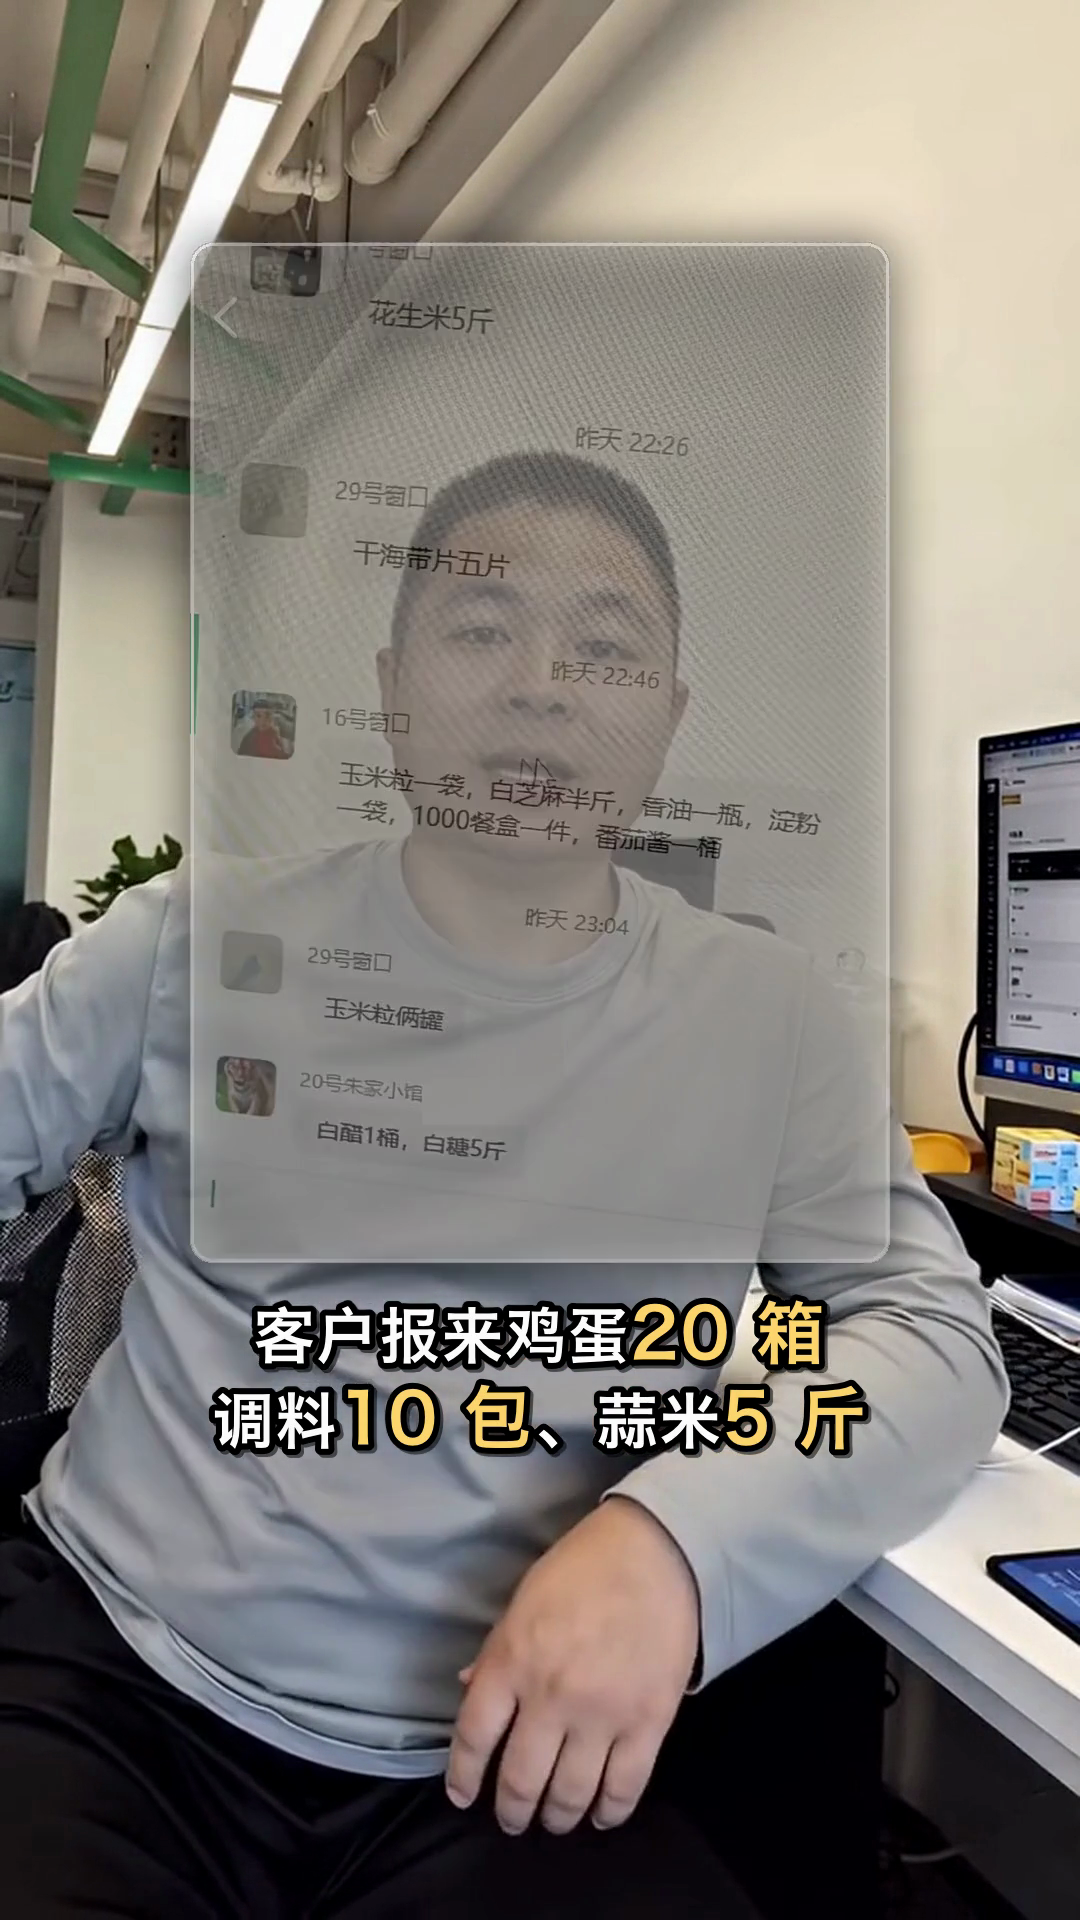 号窗口
花生米5斤
昨天 22:26
29号窗口
干海带片五片
昨天 22:46
16号窗口
玉米粒一袋，白芝麻半斤，香油一瓶，淀粉
一袋，1000餐盒一件，番茄酱一桶
昨天 23:04
29号窗口
玉米粒俩罐
20号朱家小馆
白醋1桶，白糖5斤
客户报来鸡蛋20 箱
调料10 包、蒜米5 斤